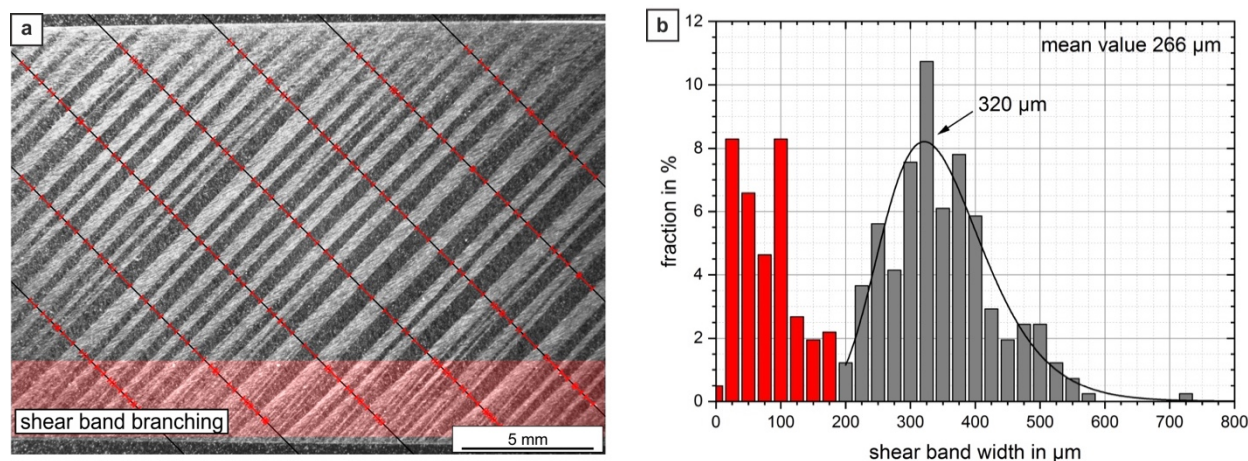 a
shear band branching
5 mm
b
mean value 266 µm
320 µm
fraction in %
12
10
8
6
4
2
0
0 100 200 300 400 500 600 700 800
shear band width in µm